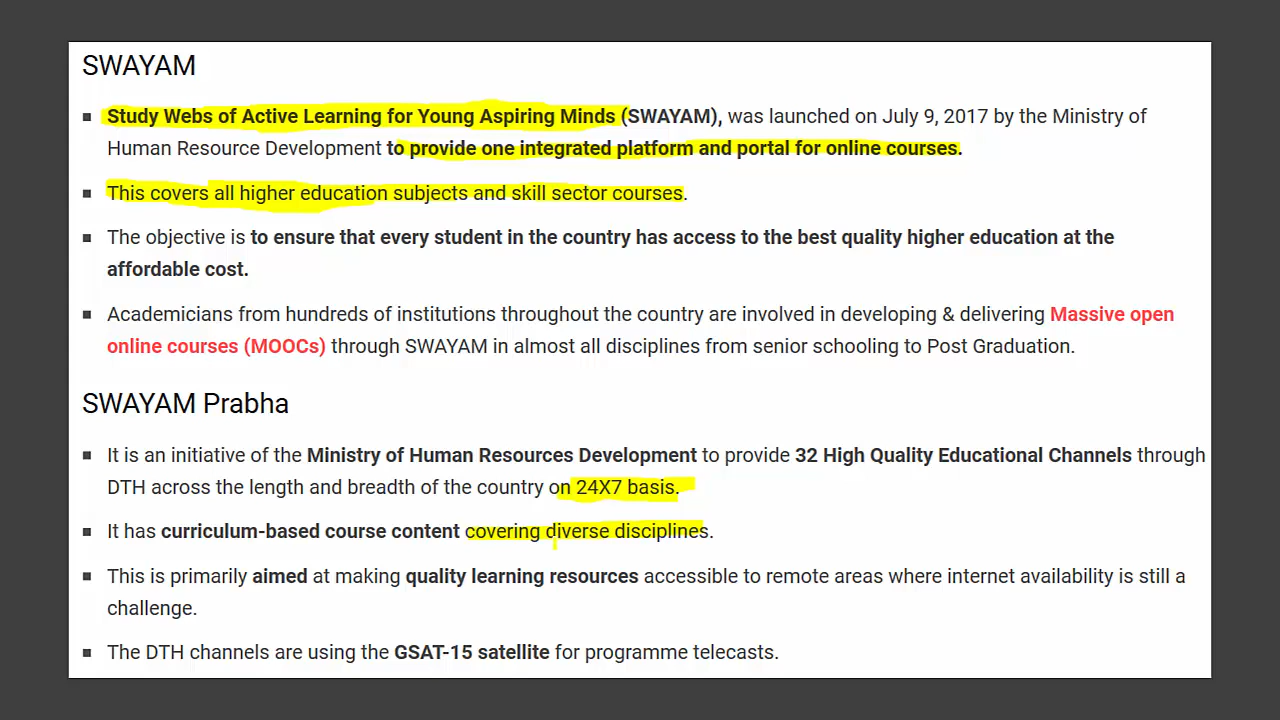 SWAYAM
Study Webs of Active Learning for Young Aspiring Minds (SWAYAM), was launched on July 9, 2017 by the Ministry of
Human Resource Development to provide one integrated platform and portal for online courses.
This covers all higher education subjects and skill sector courses.
The objective is to ensure that every student in the country has access to the best quality higher education at the
affordable cost.
Academicians from hundreds of institutions throughout the country are involved in developing & delivering Massive open
online courses (MOOCs) through SWAYAM in almost all disciplines from senior schooling to Post Graduation.
SWAYAM Prabha
It is an initiative of the Ministry of Human Resources Development to provide 32 High Quality Educational Channels through
DTH across the length and breadth of the country on 24X7 basis.
It has curriculum-based course content covering diverse disciplines.
This is primarily aimed at making quality learning resources accessible to remote areas where internet availability is still a
challenge.
The DTH channels are using the GSAT-15 satellite for programme telecasts.